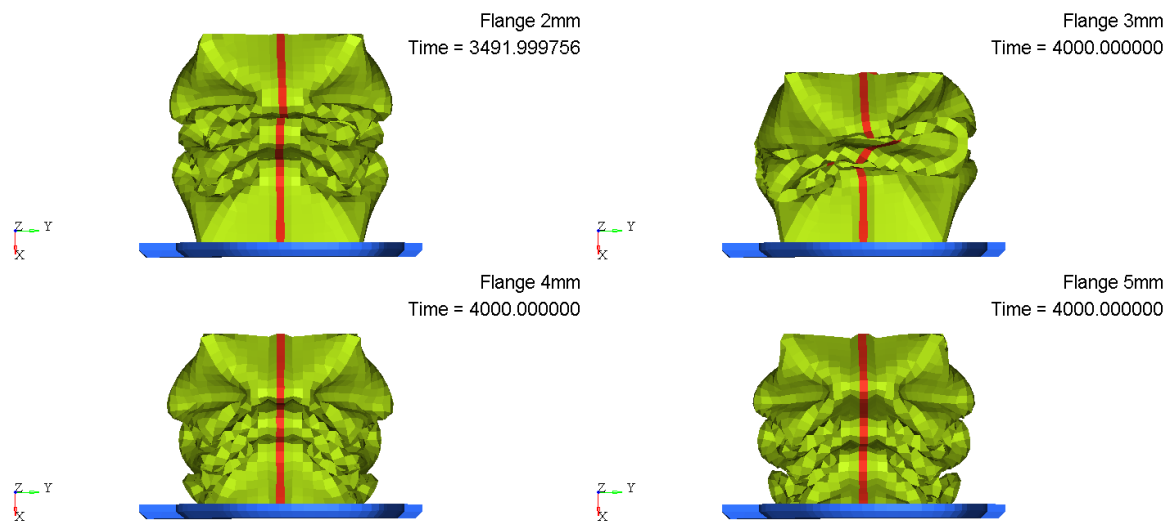 Flange 2mm
Time = 3491.999756
Z Y
X
Flange 3mm
Time = 4000.000000
Z Y
X
Flange 4mm
Time = 4000.000000
Z Y
X
Flange 5mm
Time = 4000.000000
Z Y
X